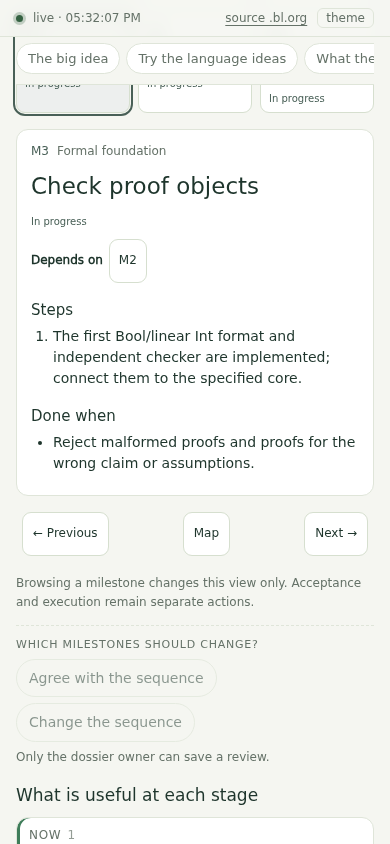 live · 05:32:07 PM
source .bl.org
theme
The big idea
Try the language ideas
What the
In progress
In progress
In progress
M3 Formal foundation
Check proof objects
In progress
Depends on M2
Steps
1. The first Bool/linear Int format and
independent checker are implemented;
connect them to the specified core.
Done when
• Reject malformed proofs and proofs for the
wrong claim or assumptions.
← Previous
Map
Next →
Browsing a milestone changes this view only. Acceptance
and execution remain separate actions.
WHICH MILESTONES SHOULD CHANGE?
Agree with the sequence
Change the sequence
Only the dossier owner can save a review.
What is useful at each stage
NOW 1